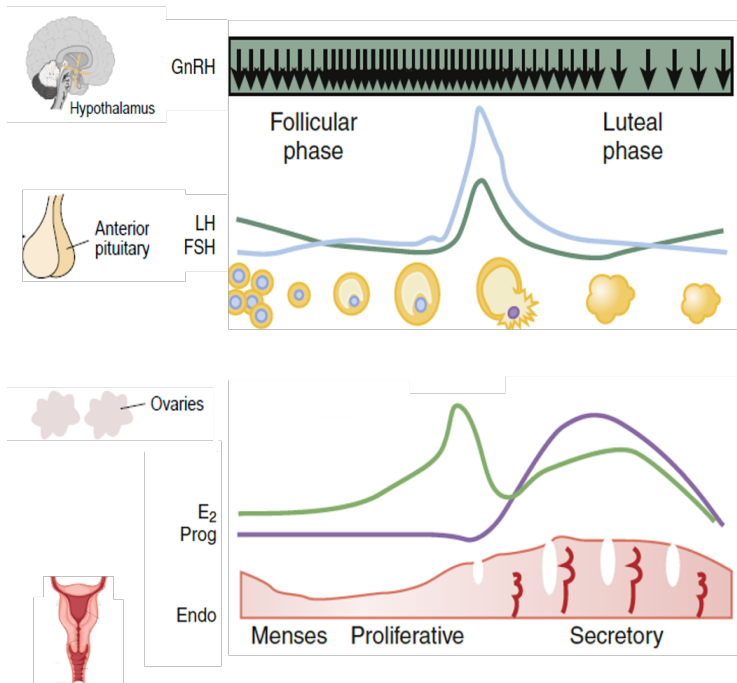 GnRH
Hypothalamus
Follicular
phase
Luteal
phase
LH
FSH
Anterior
pituitary
Ovaries
E2
Prog
Endo
Menses
Proliferative
Secretory